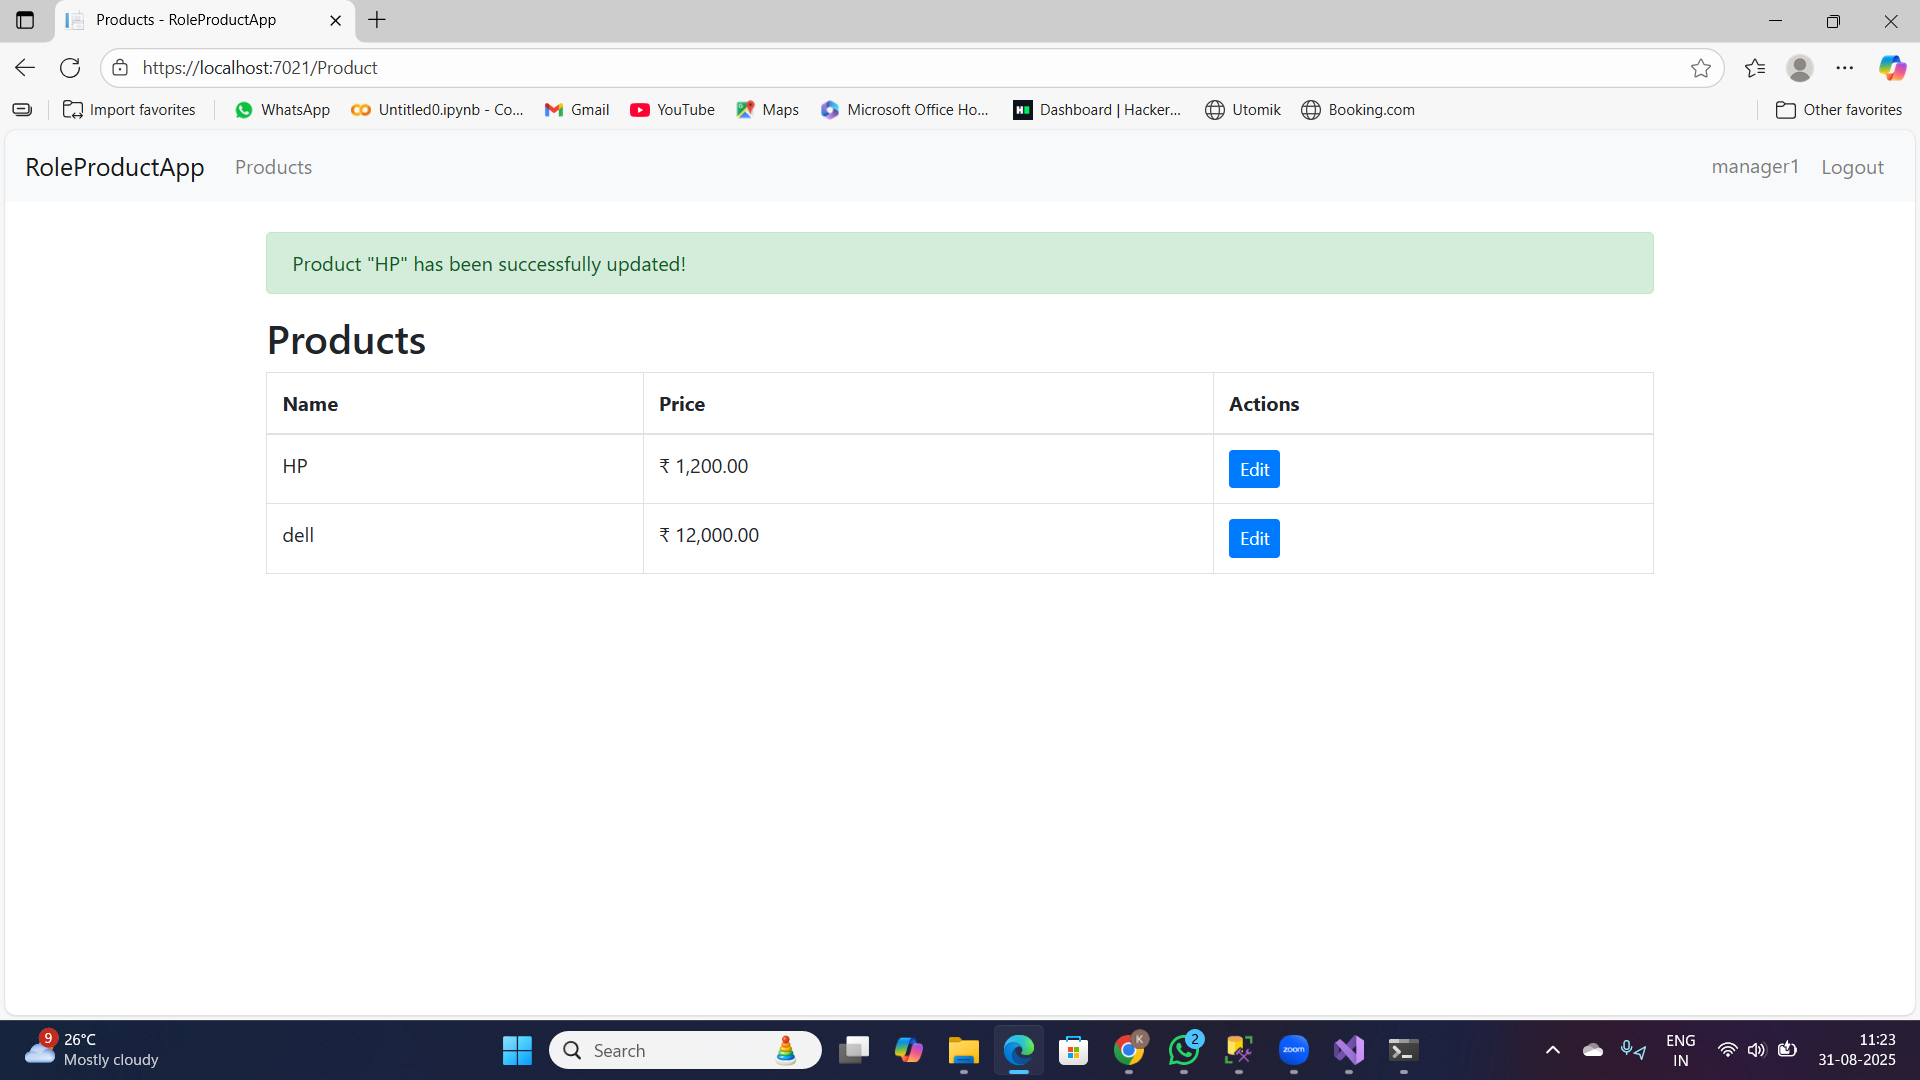 Products - RoleProductApp
https://localhost:7021/Product
Import favorites WhatsApp Untitled0.ipynb - Co... Gmail YouTube Maps Microsoft Office Ho... Dashboard | Hacker... Utomik Booking.com Other favorites
RoleProductApp Products manager1 Logout
Product "HP" has been successfully updated!
Products
Name Price Actions
HP ₹ 1,200.00 Edit
dell ₹ 12,000.00 Edit
9 26°C
Mostly cloudy
Search
K
2
zoom
ENG
IN
11:23
31-08-2025